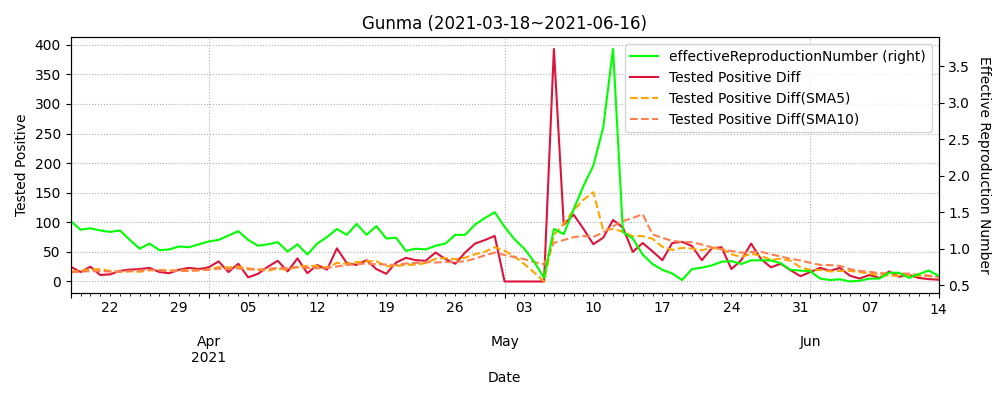 Gunma (2021-03-18~2021-06-16)
effectiveReproductionNumber (right)
Tested Positive Diff
Tested Positive Diff(SMA5)
Tested Positive Diff(SMA10)
Tested Positive
400
350
300
250
200
150
100
50
0
3.5
3.0
2.5
2.0
1.5
1.0
0.5
Effective Reproduction Number
22 29 05 12 19 26 03 10 17 24 31 07 14
Apr May Jun
2021
Date